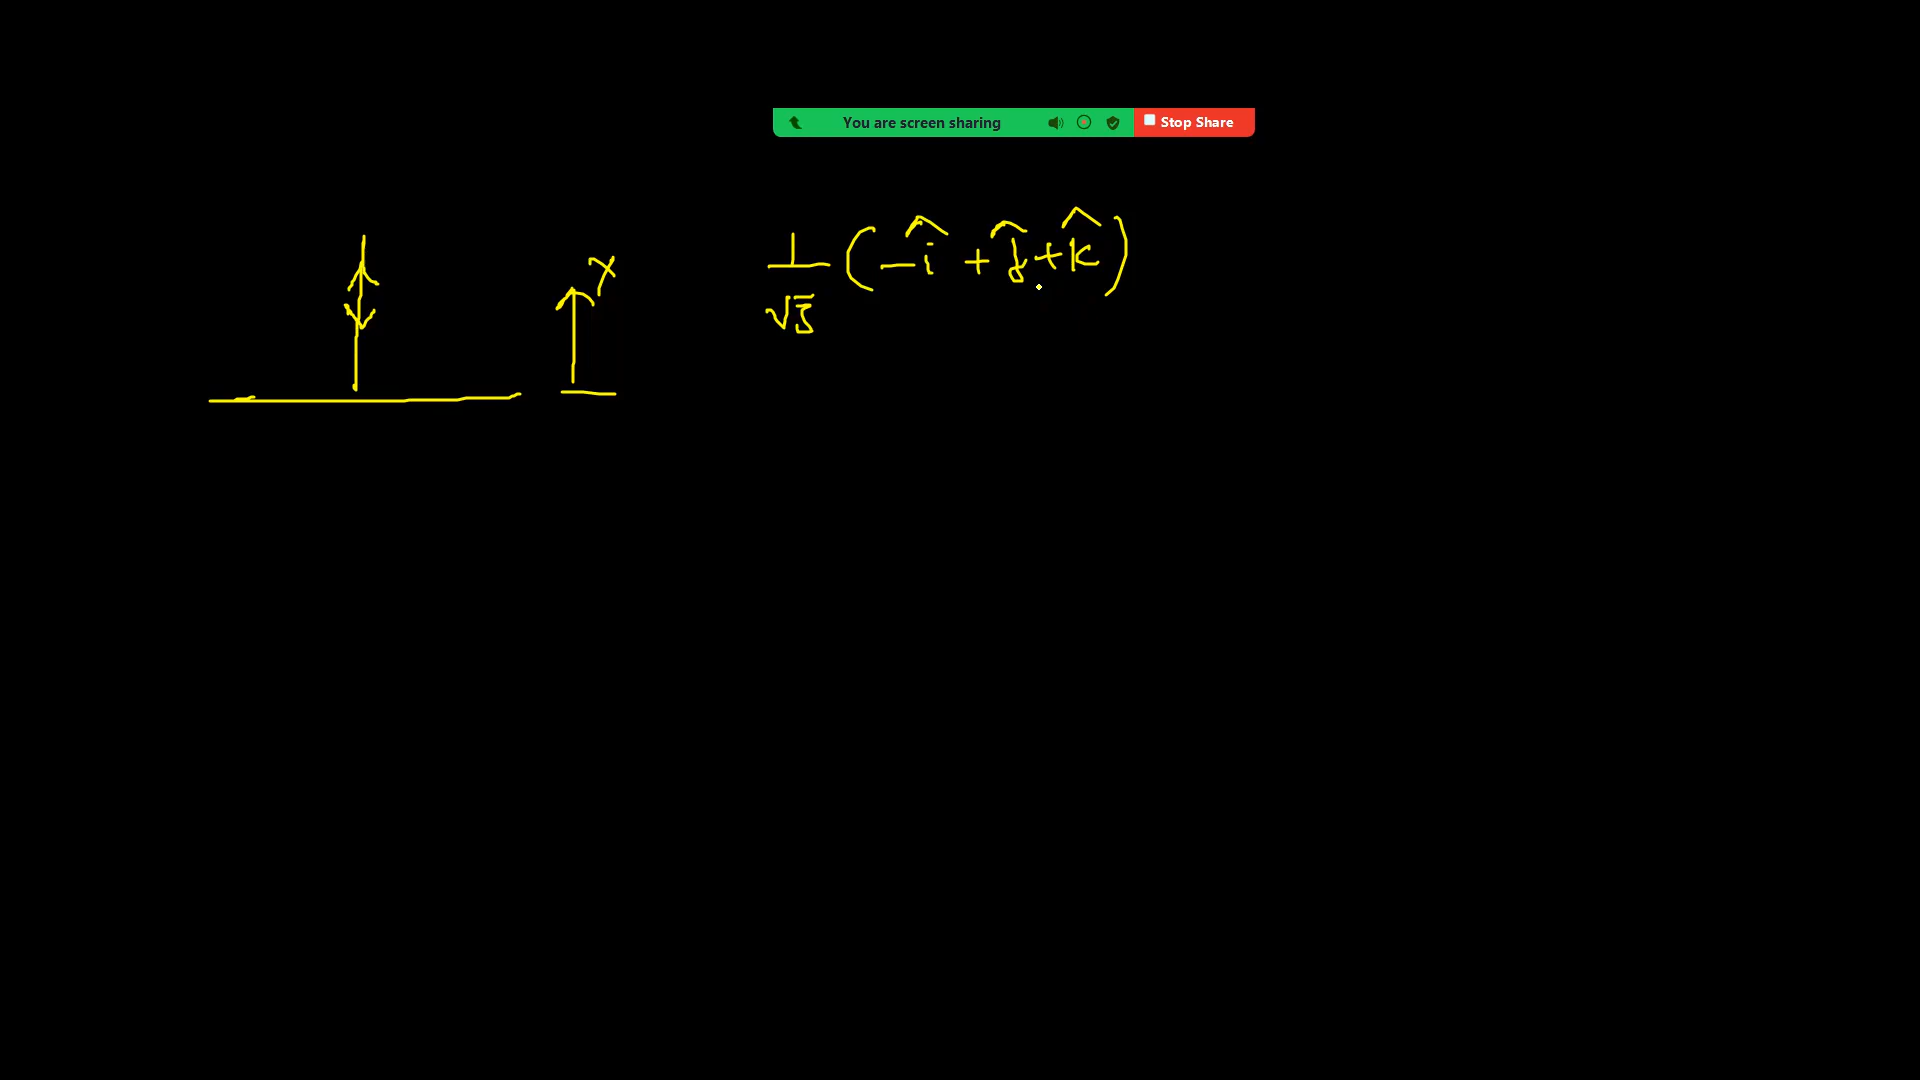 You are screen sharing Stop Share
x
1/√3 (-î + ĵ + k̂)